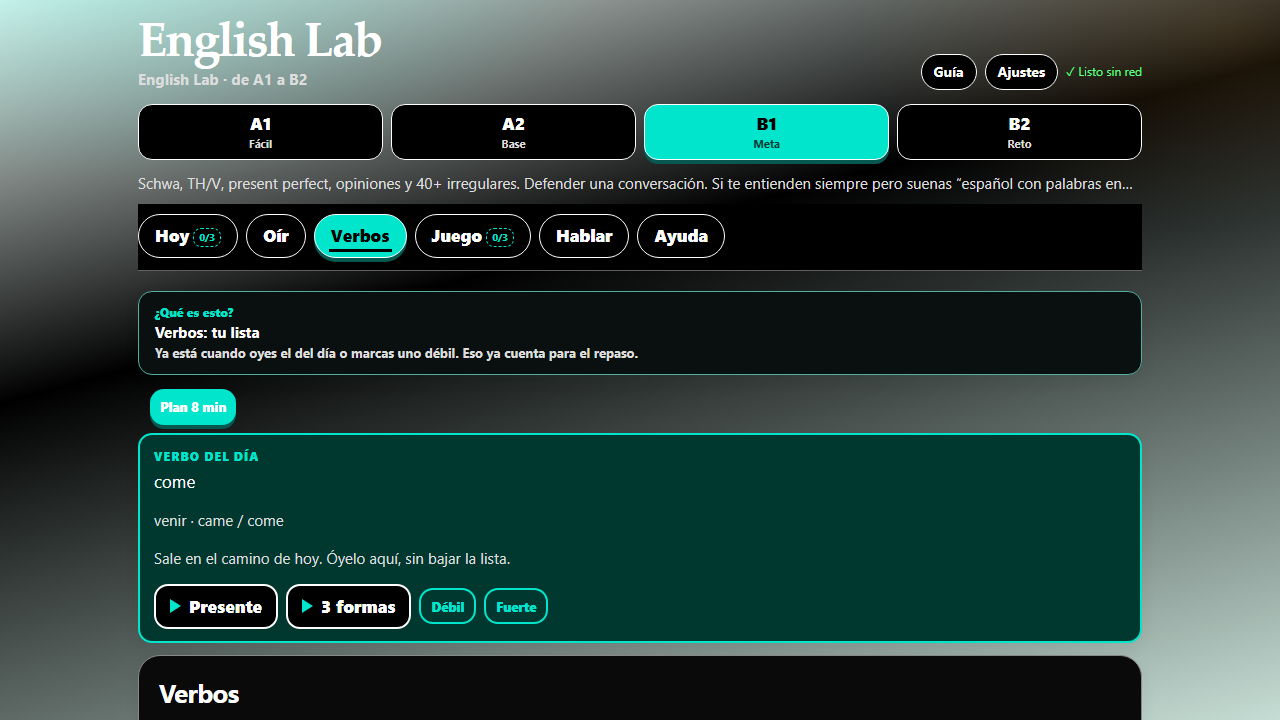 English Lab
English Lab · de A1 a B2
Guía
Ajustes
✓ Listo sin red
A1
Fácil
A2
Base
B1
Meta
B2
Reto
Schwa, TH/V, present perfect, opiniones y 40+ irregulares. Defender una conversación. Si te entienden siempre pero suenas “español con palabras en…
Hoy 0/3
Oír
Verbos
Juego 0/3
Hablar
Ayuda
¿Qué es esto?
Verbos: tu lista
Ya está cuando oyes el del día o marcas uno débil. Eso ya cuenta para el repaso.
Plan 8 min
VERBO DEL DÍA
come
venir · came / come
Sale en el camino de hoy. Óyelo aquí, sin bajar la lista.
Presente
3 formas
Débil
Fuerte
Verbos